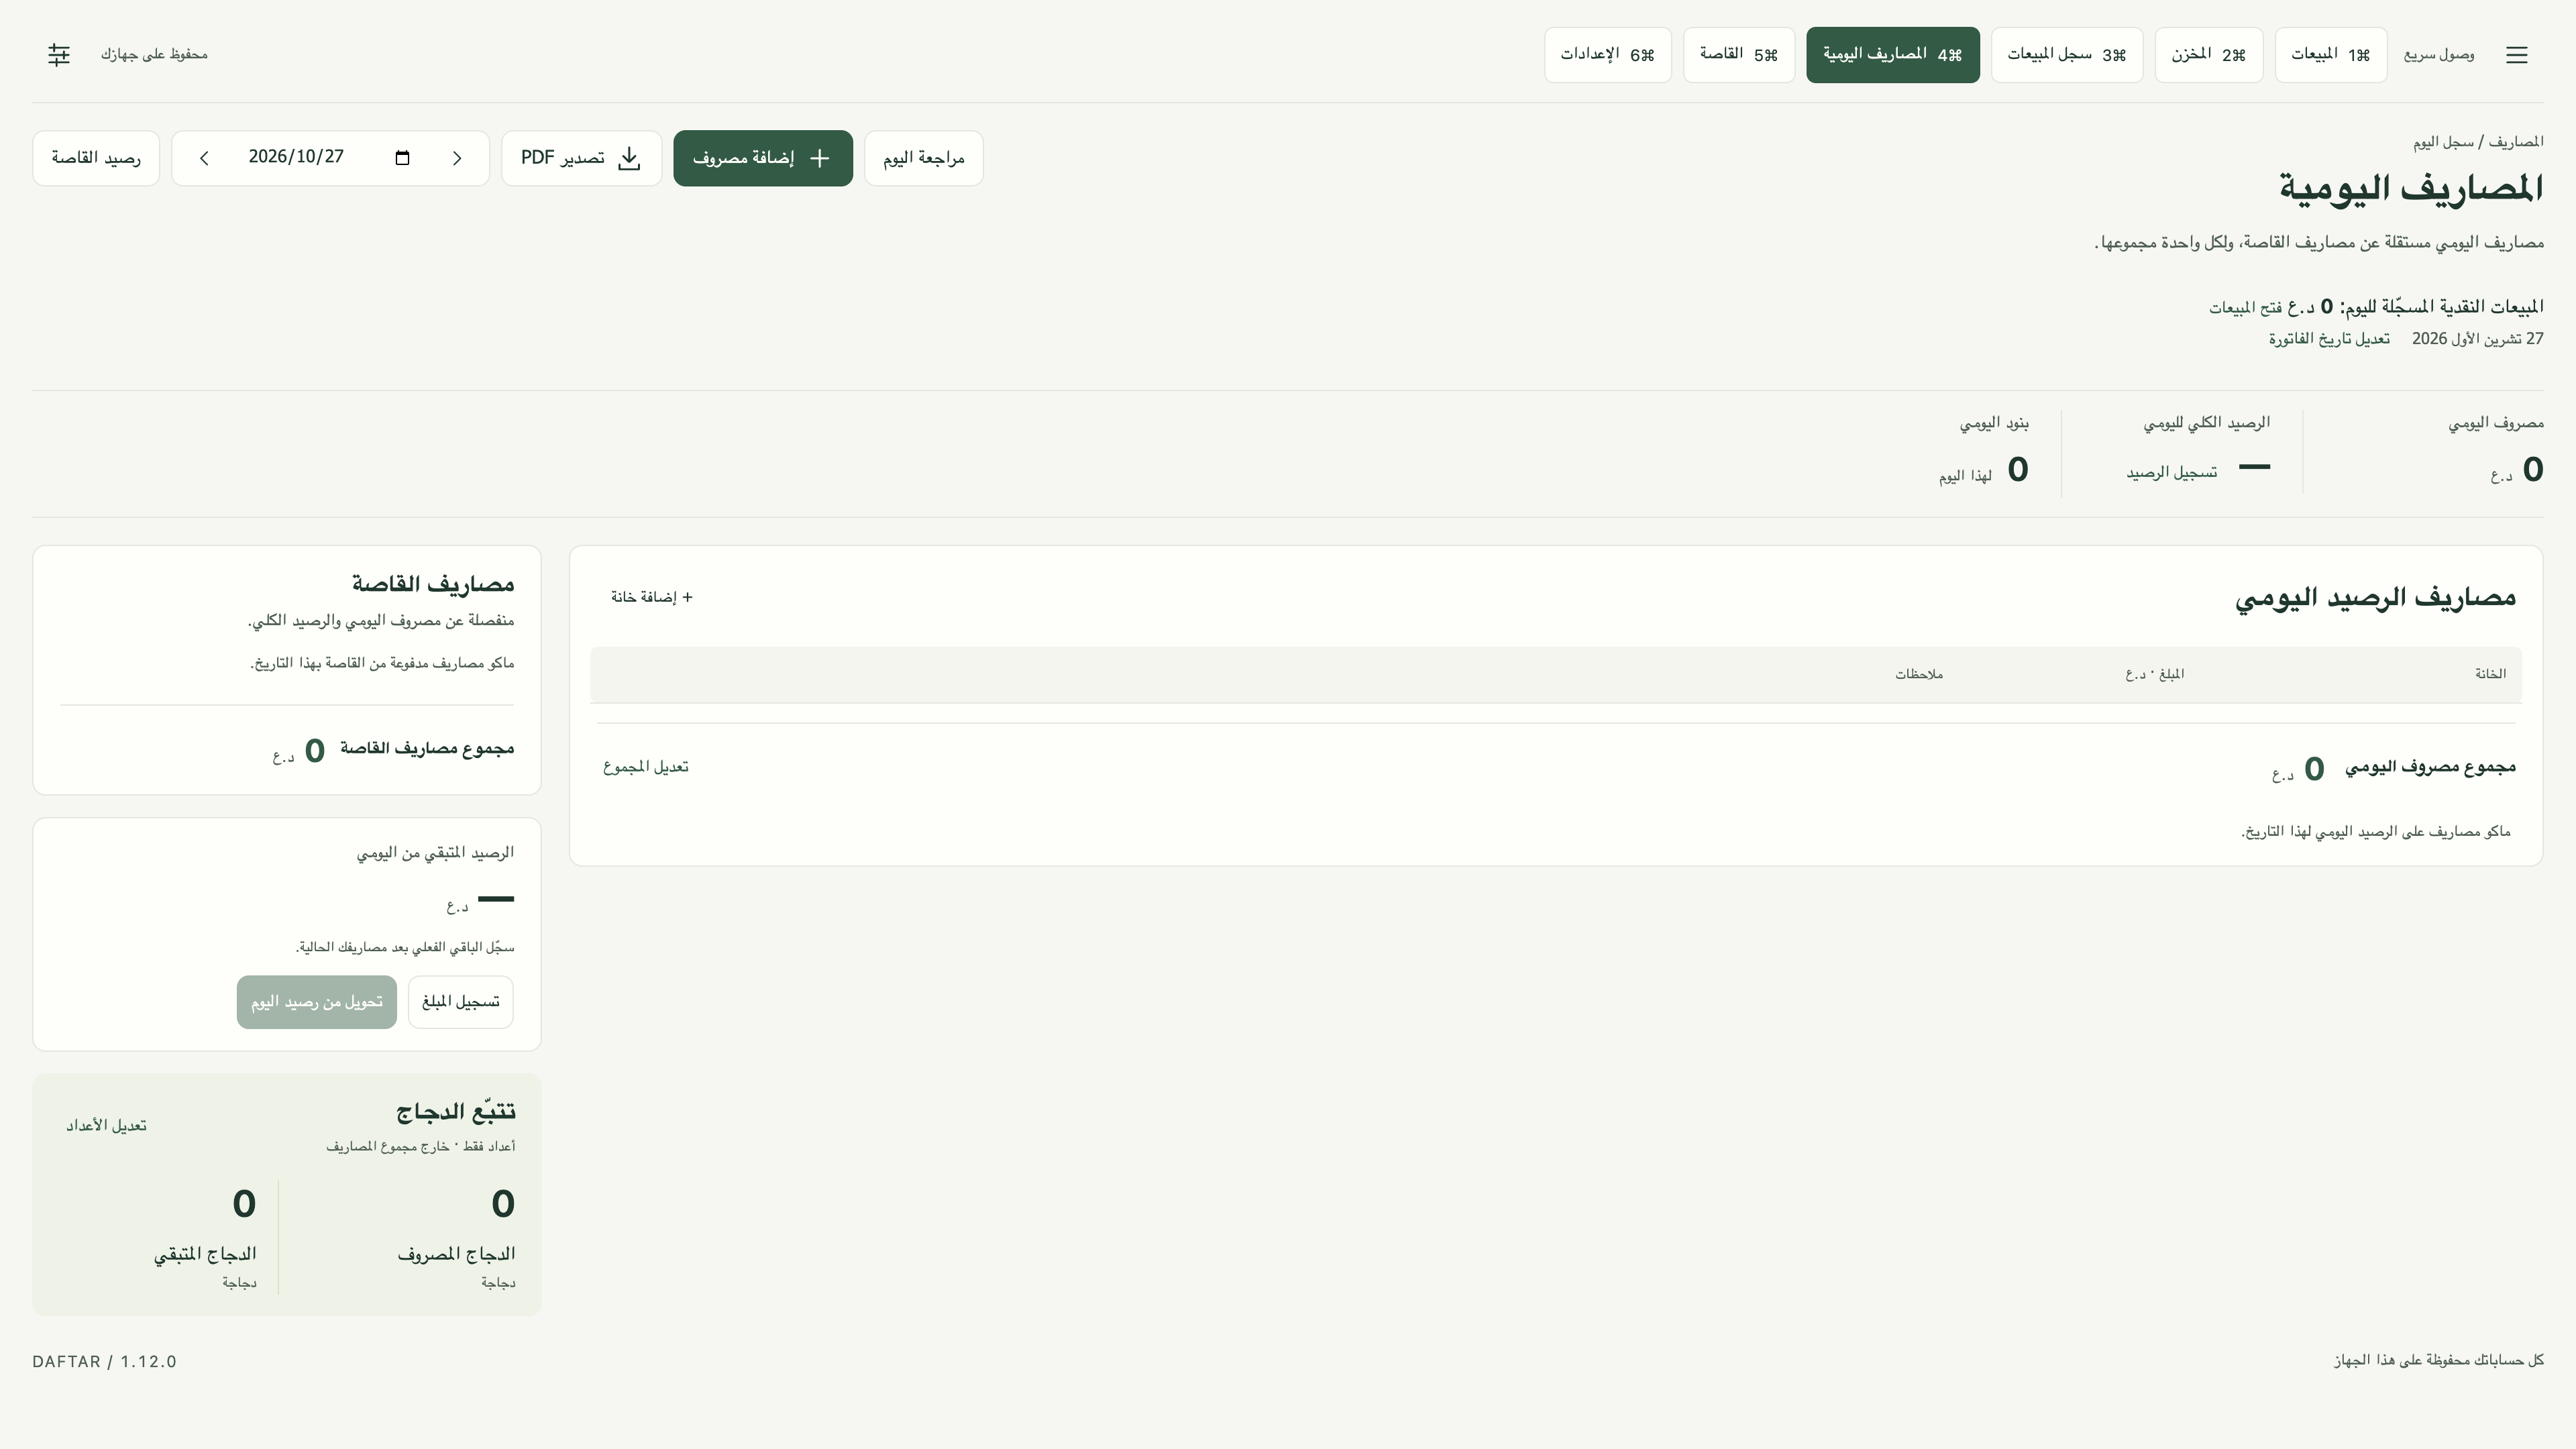 وصول سريع
⌘1 المبيعات
⌘2 المخزن
⌘3 سجل المبيعات
⌘4 المصاريف اليومية
⌘5 القاصة
⌘6 الإعدادات
محفوظ على جهازك
المصاريف / سجل اليوم
المصاريف اليومية
مصاريف اليومي مستقلة عن مصاريف القاصة، ولكل واحدة مجموعها.
مراجعة اليوم
إضافة مصروف
تصدير PDF
2026/10/27
رصيد القاصة
المبيعات النقدية المسجّلة لليوم: 0 د.ع فتح المبيعات
27 تشرين الأول 2026 تعديل تاريخ الفاتورة
مصروف اليومي
0 د.ع
الرصيد الكلي لليومي
— تسجيل الرصيد
بنود اليومي
0 لهذا اليوم
مصاريف الرصيد اليومي
+ إضافة خانة
الخانة
المبلغ · د.ع
ملاحظات
مجموع مصروف اليومي 0 د.ع
تعديل المجموع
ماكو مصاريف على الرصيد اليومي لهذا التاريخ.
مصاريف القاصة
منفصلة عن مصروف اليومي والرصيد الكلي.
ماكو مصاريف مدفوعة من القاصة بهذا التاريخ.
مجموع مصاريف القاصة 0 د.ع
الرصيد المتبقي من اليومي
— د.ع
سجّل الباقي الفعلي بعد مصاريفك الحالية.
تسجيل المبلغ
تحويل من رصيد اليوم
تتبّع الدجاج
أعداد فقط · خارج مجموع المصاريف
تعديل الأعداد
0
الدجاج المصروف
دجاجة
0
الدجاج المتبقي
دجاجة
كل حساباتك محفوظة على هذا الجهاز
DAFTAR / 1.12.0